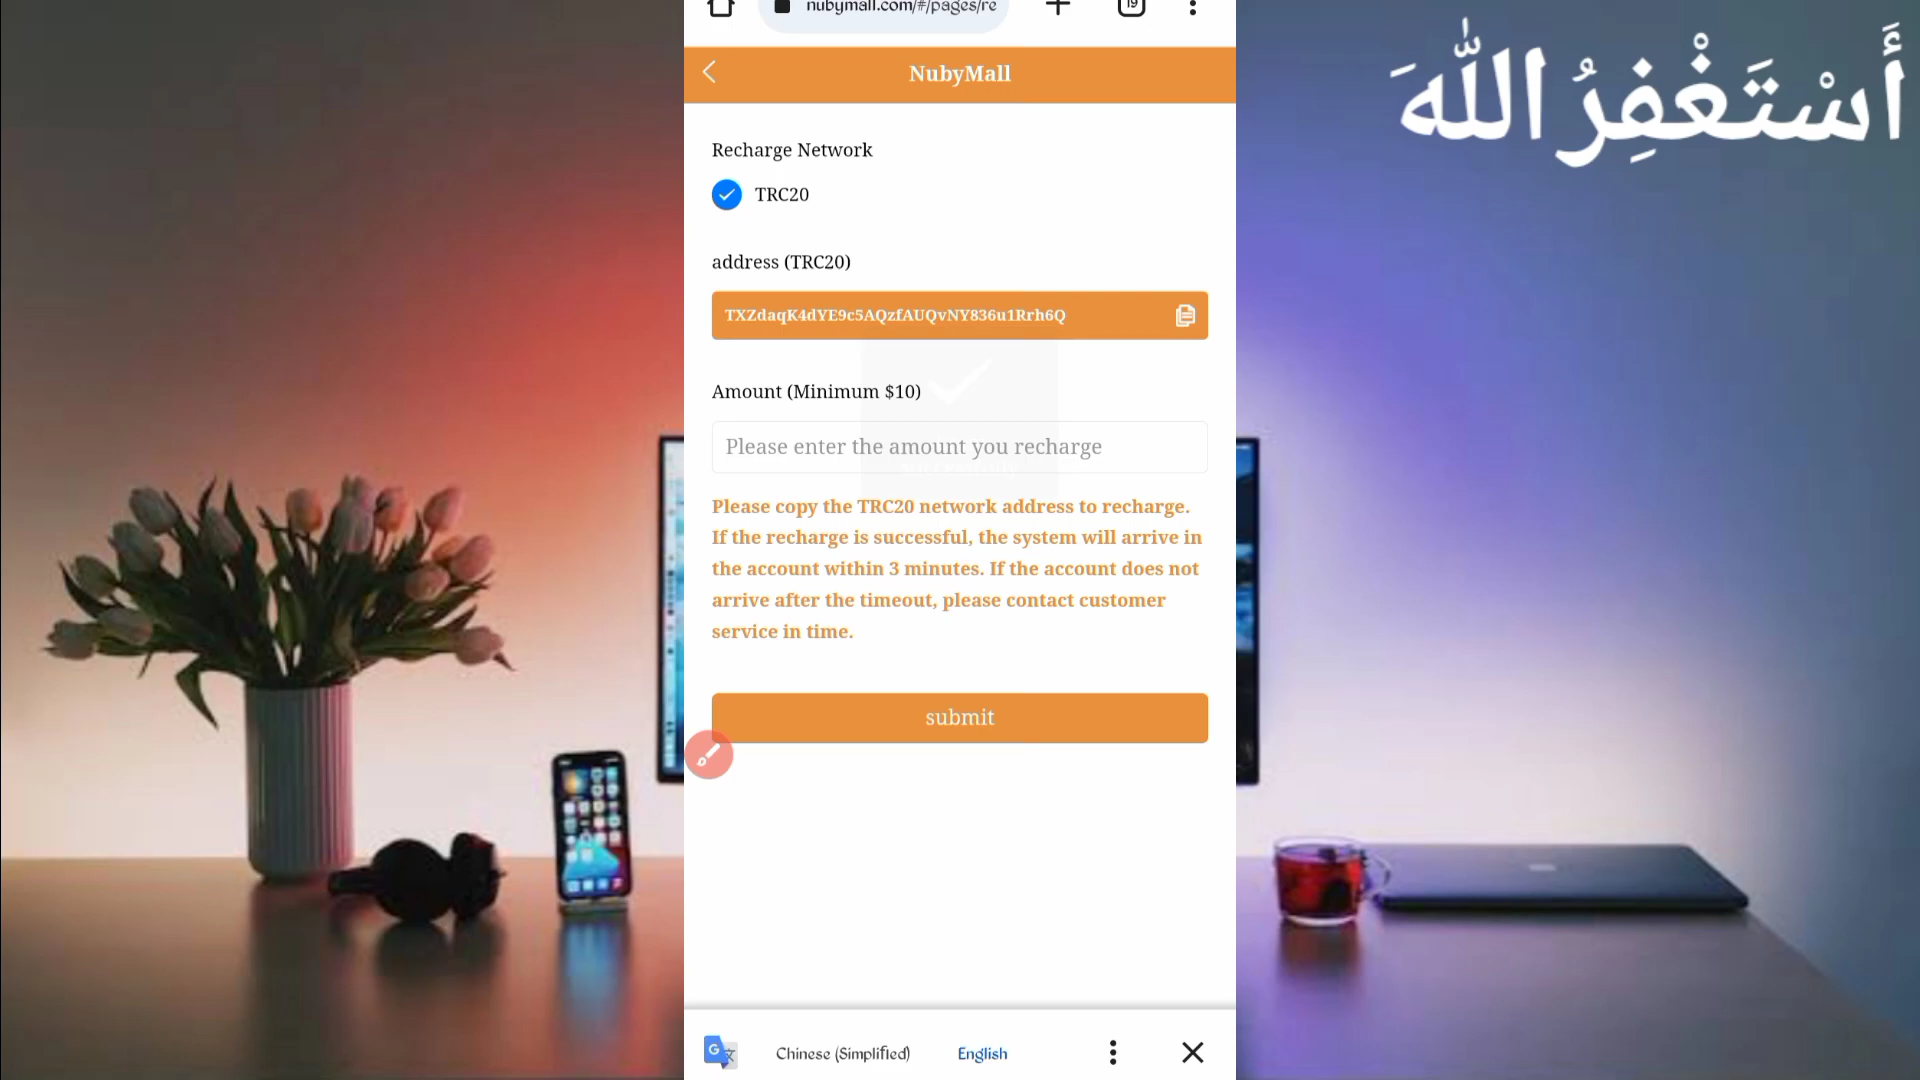 nubymall.com/#/pages/re
19
أَسْتَغْفِرُ اللّٰهَ
NubyMall
Recharge Network
TRC20
address (TRC20)
TXZdaqK4dYE9c5AQzfAUQvNY836u1Rrh6Q
Amount (Minimum $10)
Please enter the amount you recharge
Please copy the TRC20 network address to recharge.
If the recharge is successful, the system will arrive in
the account within 3 minutes. If the account does not
arrive after the timeout, please contact customer
service in time.
submit
Chinese (Simplified) English